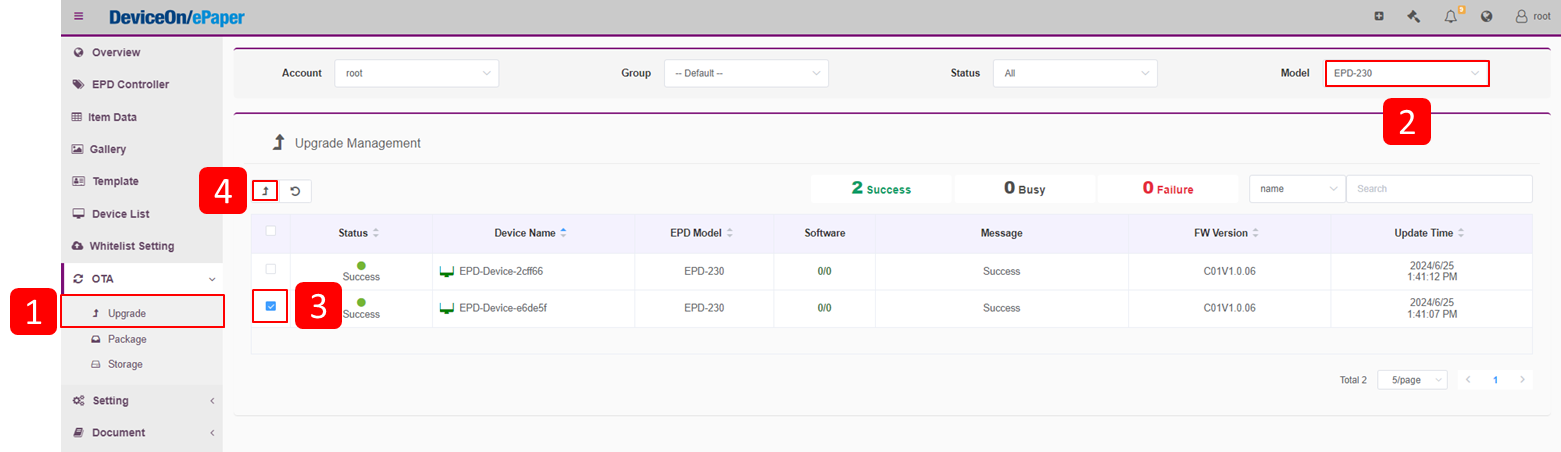 DeviceOn/ePaper
3
root
Overview
EPD Controller
Item Data
Gallery
Template
Device List
Whitelist Setting
OTA
1
Upgrade
Package
Storage
Setting
Document
Account root Group -- Default -- Status All Model EPD-230
2
Upgrade Management
4
2 Success 0 Busy 0 Failure name Search
Status Device Name EPD Model Software Message FW Version Update Time
Success EPD-Device-2cff66 EPD-230 0/0 Success C01V1.0.06 2024/6/25
1:41:12 PM
3
Success EPD-Device-e6de5f EPD-230 0/0 Success C01V1.0.06 2024/6/25
1:41:07 PM
Total 2 5/page 1